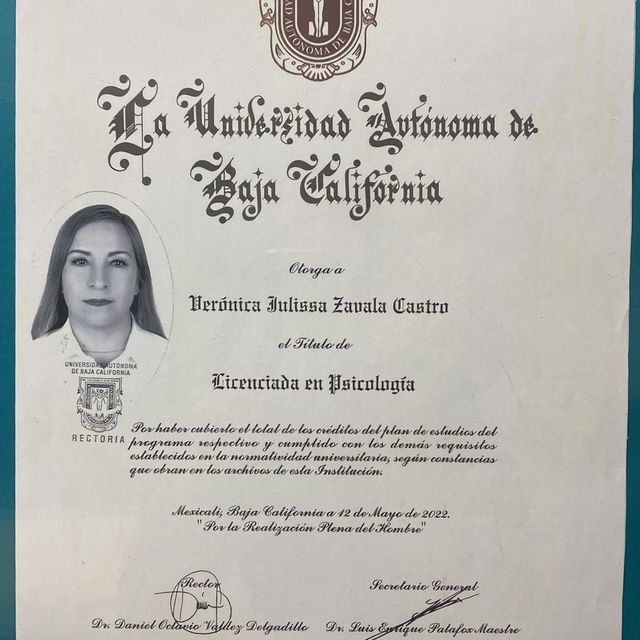 DAD AUTÓNOMA DE BAJA C
La Universidad Autónoma de
Baja California
Otorga a
Verónica Julissa Zavala Castro
el Título de
Licenciada en Psicología
UNIVERSIDAD AUTÓNOMA
DE BAJA CALIFORNIA
RECTORIA
Por haber cubierto el total de los créditos del plan de estudios del
programa respectivo y cumplido con los demás requisitos
establecidos en la normatividad universitaria, según constancias
que obran en los archivos de esta Institución.
Mexicali, Baja California a 12 de Mayo de 2022.
"Por la Realización Plena del Hombre"
Rector
Secretario General
Dr. Daniel Octavio Valdez Delgadillo
Dr. Luis Enrique Palafox Maestre